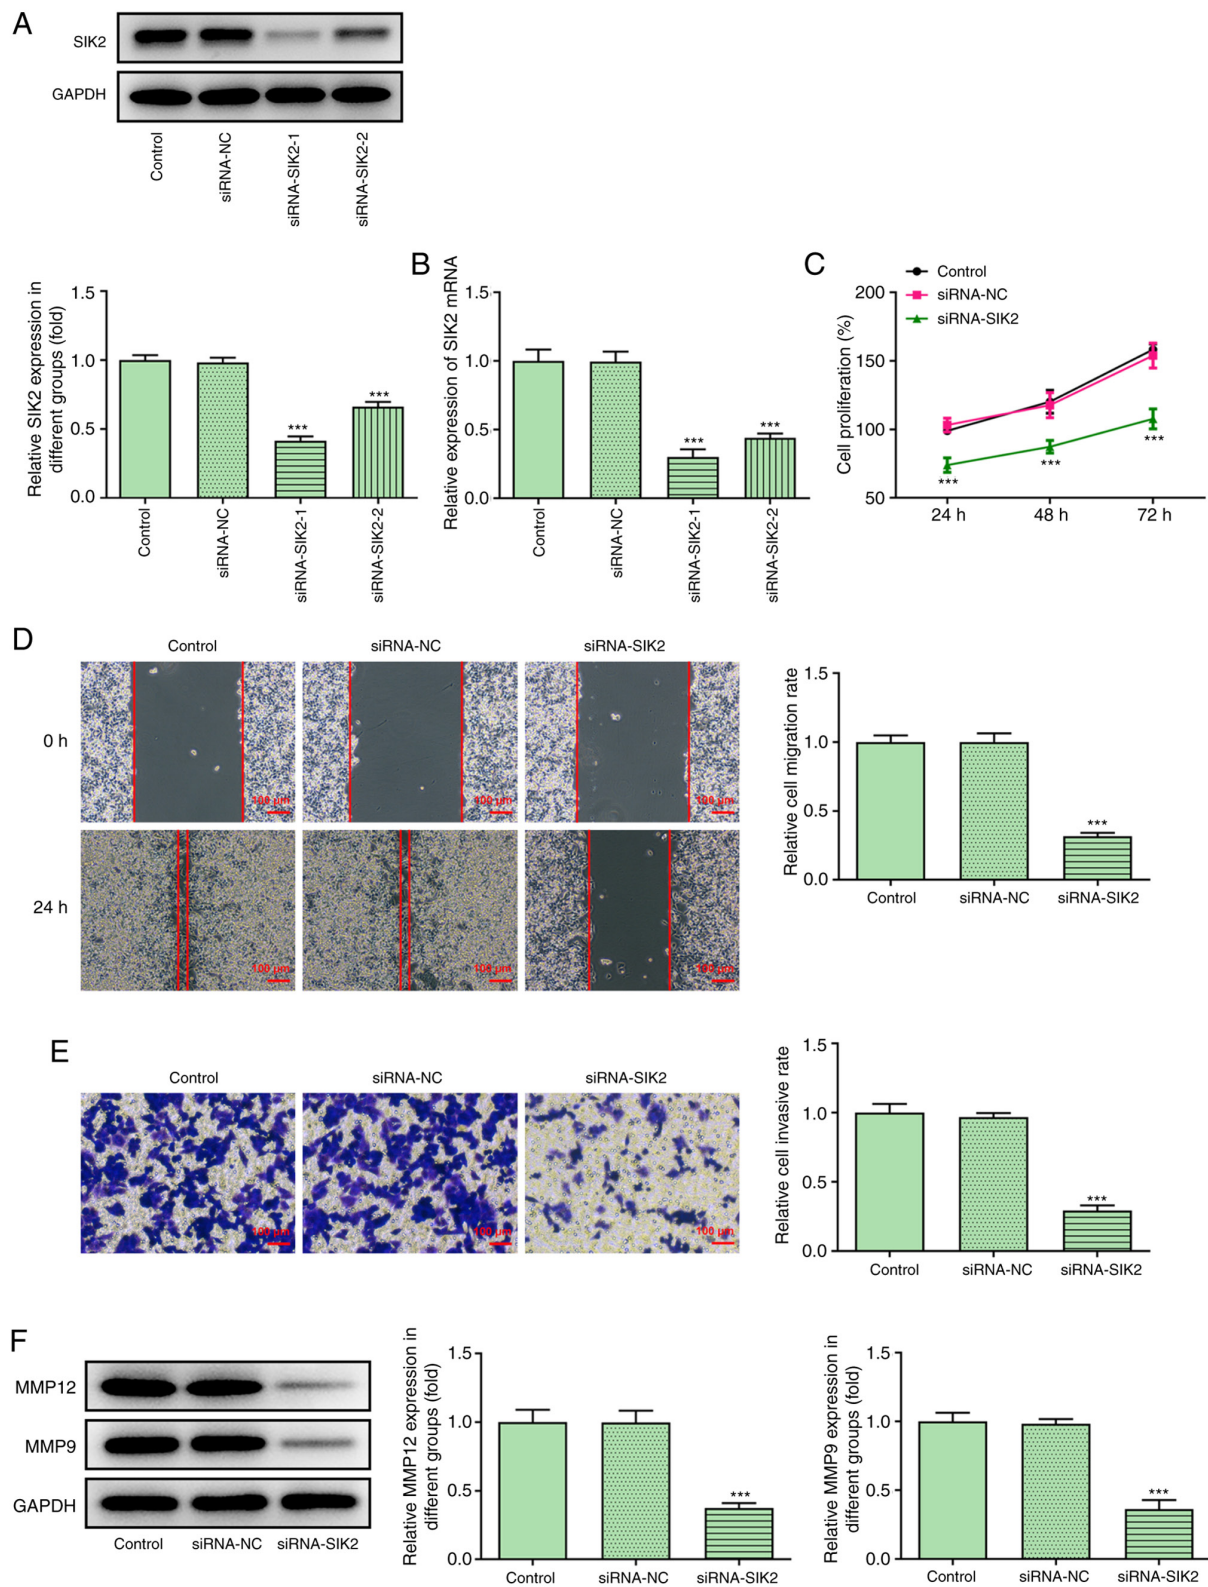 A
SIK2
GAPDH
Control
siRNA-NC
siRNA-SIK2-1
siRNA-SIK2-2
Relative SIK2 expression in
different groups (fold)
1.5
1.0
0.5
0.0
***
***
Control
siRNA-NC
siRNA-SIK2-1
siRNA-SIK2-2
B
Relative expression of SIK2 mRNA
1.5
1.0
0.5
0.0
***
***
Control
siRNA-NC
siRNA-SIK2-1
siRNA-SIK2-2
C
Control
siRNA-NC
siRNA-SIK2
Cell proliferation (%)
200
150
100
50
***
***
***
24 h
48 h
72 h
D
Control
siRNA-NC
siRNA-SIK2
0 h
100 µm
100 µm
100 µm
24 h
100 µm
100 µm
100 µm
Relative cell migration rate
1.5
1.0
0.5
0.0
***
Control
siRNA-NC
siRNA-SIK2
E
Control
siRNA-NC
siRNA-SIK2
100 µm
100 µm
100 µm
Relative cell invasive rate
1.5
1.0
0.5
0.0
***
Control
siRNA-NC
siRNA-SIK2
F
MMP12
MMP9
GAPDH
Control
siRNA-NC
siRNA-SIK2
Relative MMP12 expression in
different groups (fold)
1.5
1.0
0.5
0.0
***
Control
siRNA-NC
siRNA-SIK2
Relative MMP9 expression in
different groups (fold)
1.5
1.0
0.5
0.0
***
Control
siRNA-NC
siRNA-SIK2